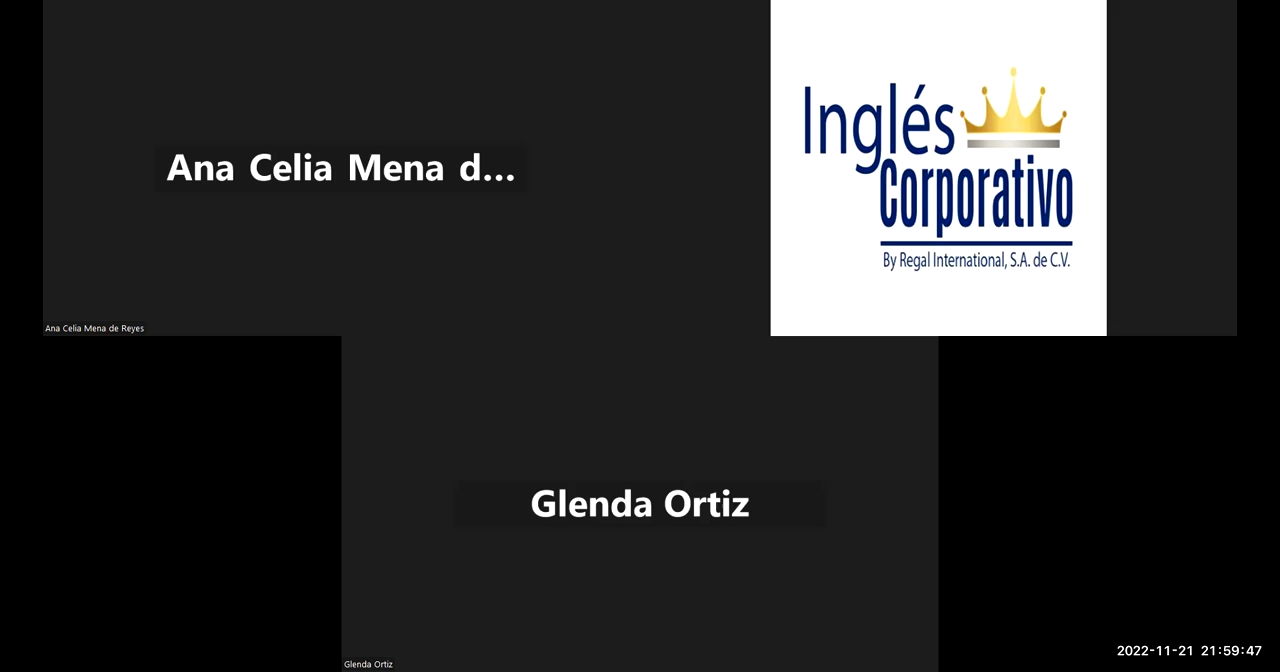 Ana Celia Mena d...
Ana Celia Mena de Reyes
Inglés
Corporativo
By Regal International, S.A. de C.V.
Glenda Ortiz
Glenda Ortiz
2022-11-21 21:59:47